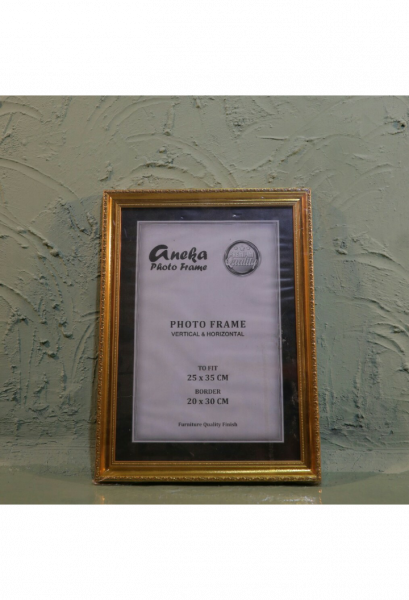 aneka
Photo Frame
Quality
PHOTO FRAME
VERTICAL & HORIZONTAL
TO FIT
25 x 35 CM
BORDER
20 x 30 CM
Furniture Quality Finish